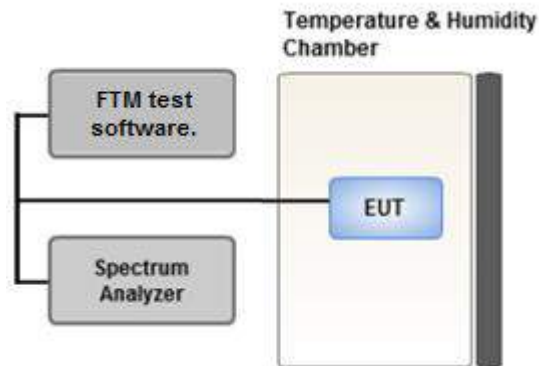 Temperature & Humidity
Chamber
FTM test
software.
EUT
Spectrum
Analyzer